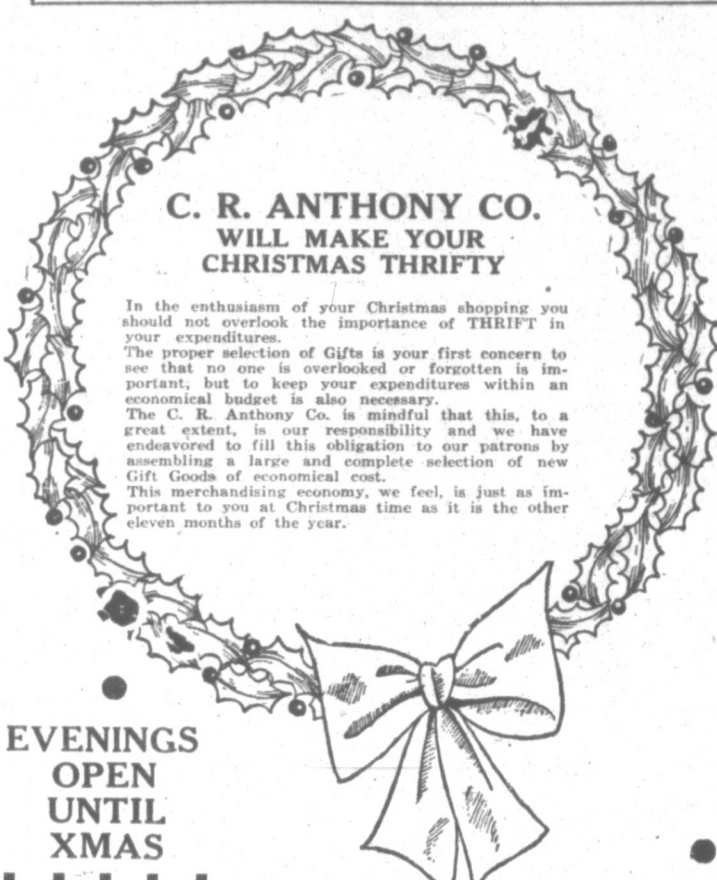 C. R. ANTHONY CO.
WILL MAKE YOUR
CHRISTMAS THRIFTY
In the enthusiasm of your Christmas shopping you
should not overlook the importance of THRIFT in
your expenditures.
The proper selection of Gifts is your first concern to
see that no one is overlooked or forgotten is im-
portant, but to keep your expenditures within an
economical budget is also necessary.
The C. R. Anthony Co. is mindful that this, to a
great extent, is our responsibility and we have
endeavored to fill this obligation to our patrons by
assembling a large and complete selection of new
Gift Goods of economical cost.
This merchandising economy, we feel, is just as im-
portant to you at Christmas time as it is the other
eleven months of the year.
EVENINGS
OPEN
UNTIL
XMAS